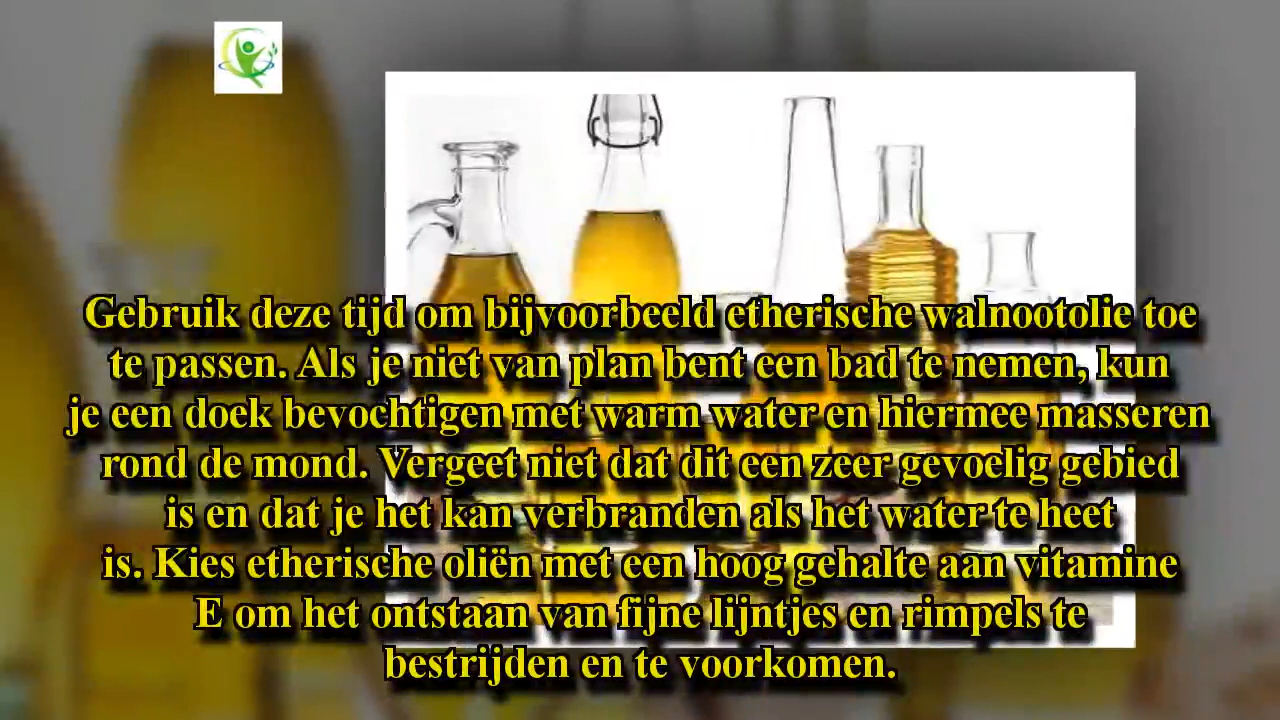 Gebruik deze tijd om bijvoorbeeld etherische walnootolie toe
te passen. Als je niet van plan bent een bad te nemen, kun
je een doek bevochtigen met warm water en hiermee masseren
rond de mond. Vergeet niet dat dit een zeer gevoelig gebied
is en dat je het kan verbranden als het water te heet
is. Kies etherische oliën met een hoog gehalte aan vitamine
E om het ontstaan van fijne lijntjes en rimpels te
bestrijden en te voorkomen.